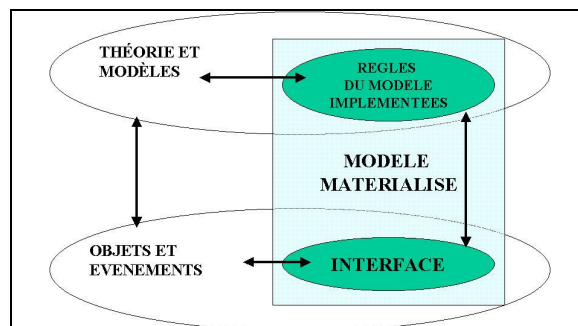 THÉORIE ET
MODÈLES
REGLES
DU MODELE
IMPLEMENTEES
MODELE
MATERIALISE
OBJETS ET
EVENEMENTS
INTERFACE